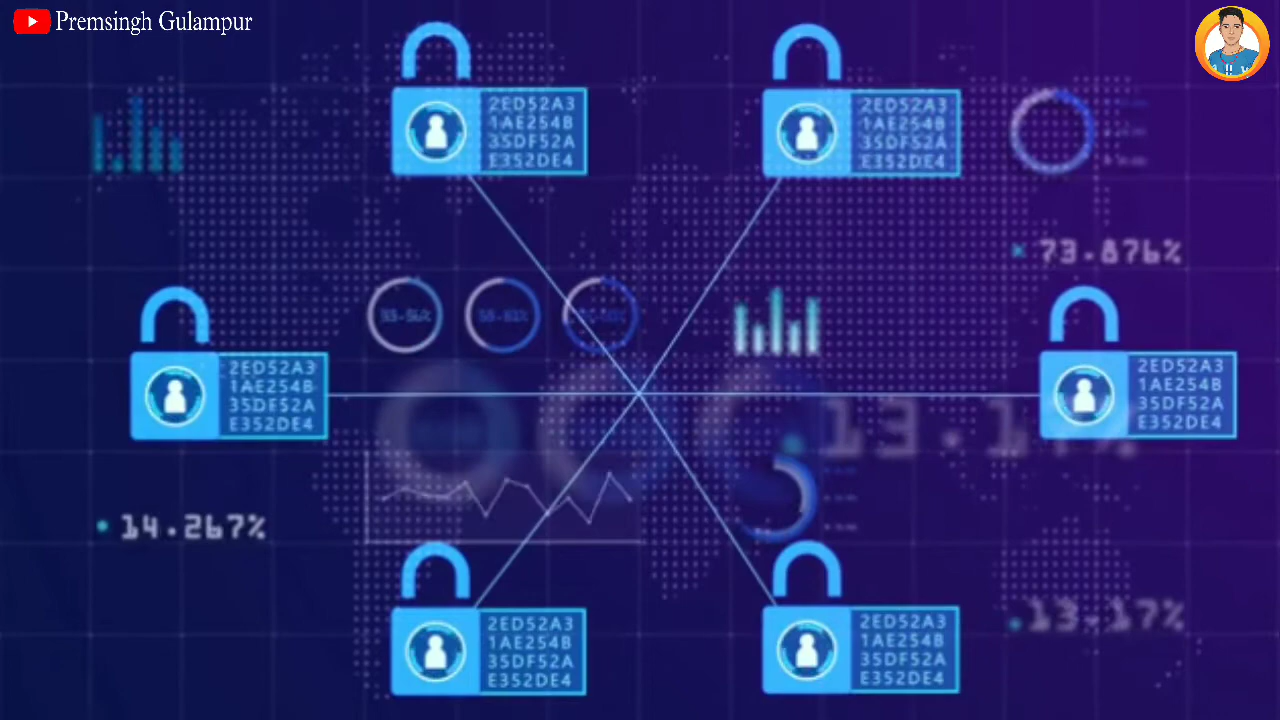 Premsingh Gulampur
2ED52A3
1AE254B
35DF52A
E352DE4
2ED52A3
1AE254B
35DF52A
E352DE4
73.876%
2ED52A3
1AE254B
35DF52A
E352DE4
2ED52A3
1AE254B
35DF52A
E352DE4
14.267%
13.17%
2ED52A3
1AE254B
35DF52A
E352DE4
2ED52A3
1AE254B
35DF52A
E352DE4